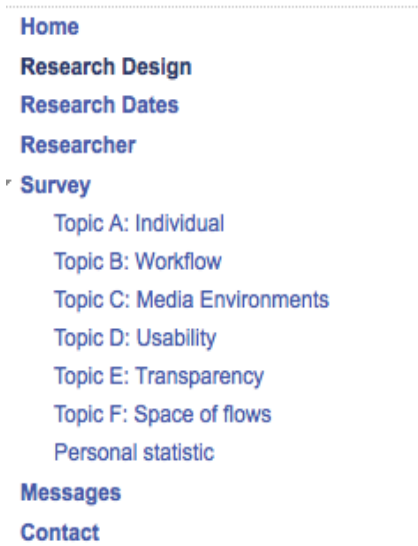 Home
Research Design
Research Dates
Researcher
Survey
Topic A: Individual
Topic B: Workflow
Topic C: Media Environments
Topic D: Usability
Topic E: Transparency
Topic F: Space of flows
Personal statistic
Messages
Contact